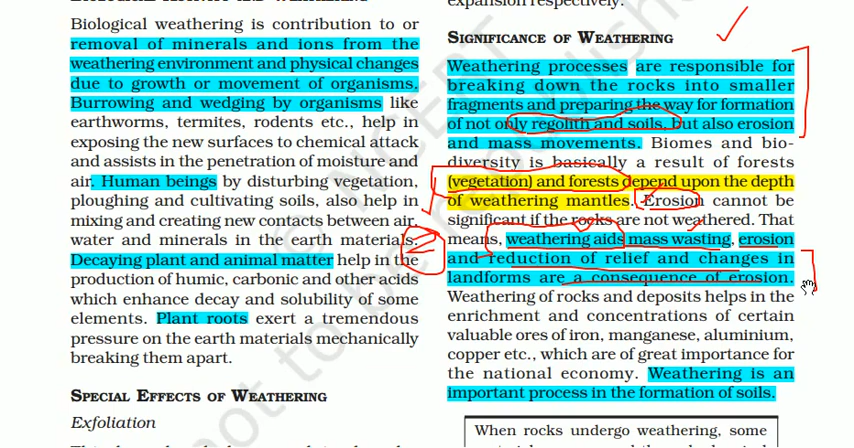 expansion respectively.
Biological weathering is contribution to or
removal of minerals and ions from the
weathering environment and physical changes
due to growth or movement of organisms.
Burrowing and wedging by organisms like
earthworms, termites, rodents etc., help in
exposing the new surfaces to chemical attack
and assists in the penetration of moisture and
air. Human beings by disturbing vegetation,
ploughing and cultivating soils, also help in
mixing and creating new contacts between air,
water and minerals in the earth materials.
Decaying plant and animal matter help in the
production of humic, carbonic and other acids
which enhance decay and solubility of some
elements. Plant roots exert a tremendous
pressure on the earth materials mechanically
breaking them apart.
SPECIAL EFFECTS OF WEATHERING
Exfoliation
SIGNIFICANCE OF WEATHERING
Weathering processes are responsible for
breaking down the rocks into smaller
fragments and preparing the way for formation
of not only regolith and soils, but also erosion
and mass movements. Biomes and bio-
diversity is basically a result of forests
(vegetation) and forests depend upon the depth
of weathering mantles. Erosion cannot be
significant if the rocks are not weathered. That
means, weathering aids mass wasting, erosion
and reduction of relief and changes in
landforms are a consequence of erosion.
Weathering of rocks and deposits helps in the
enrichment and concentrations of certain
valuable ores of iron, manganese, aluminium,
copper etc., which are of great importance for
the national economy. Weathering is an
important process in the formation of soils.
When rocks undergo weathering, some